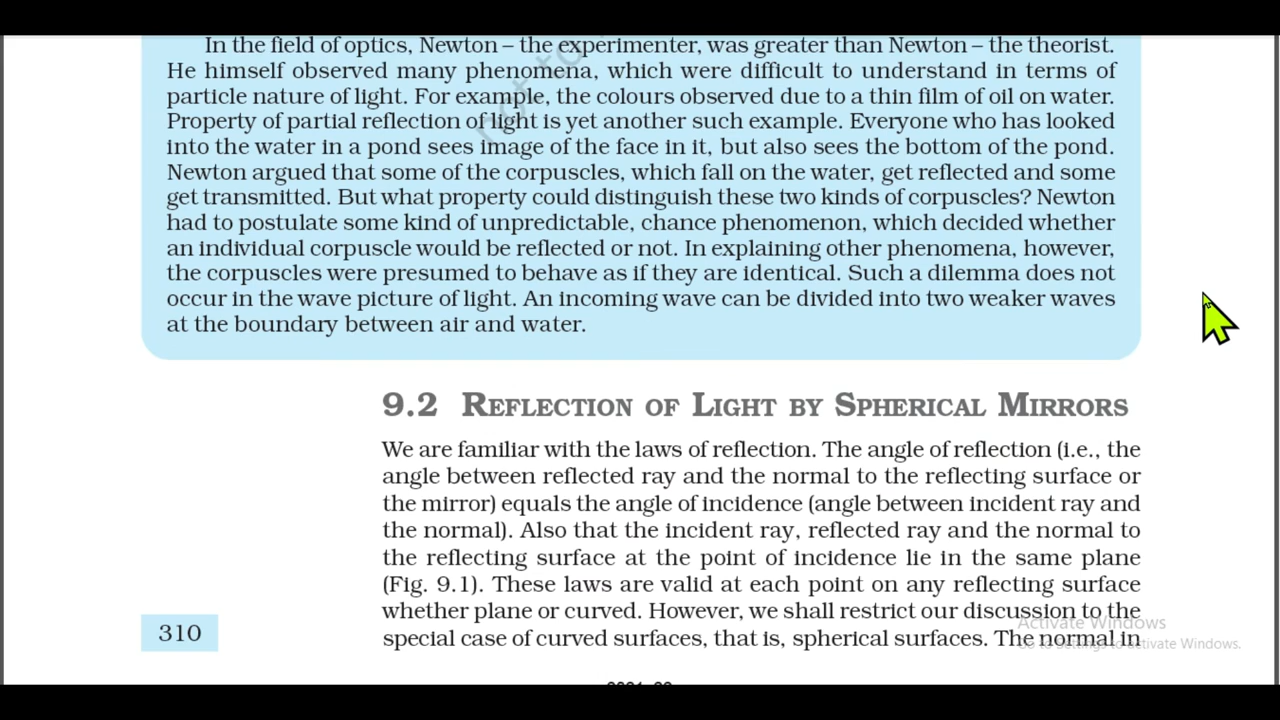 In the field of optics, Newton – the experimenter, was greater than Newton – the theorist.
He himself observed many phenomena, which were difficult to understand in terms of
particle nature of light. For example, the colours observed due to a thin film of oil on water.
Property of partial reflection of light is yet another such example. Everyone who has looked
into the water in a pond sees image of the face in it, but also sees the bottom of the pond.
Newton argued that some of the corpuscles, which fall on the water, get reflected and some
get transmitted. But what property could distinguish these two kinds of corpuscles? Newton
had to postulate some kind of unpredictable, chance phenomenon, which decided whether
an individual corpuscle would be reflected or not. In explaining other phenomena, however,
the corpuscles were presumed to behave as if they are identical. Such a dilemma does not
occur in the wave picture of light. An incoming wave can be divided into two weaker waves
at the boundary between air and water.
not to
9.2 REFLECTION OF LIGHT BY SPHERICAL MIRRORS
We are familiar with the laws of reflection. The angle of reflection (i.e., the
angle between reflected ray and the normal to the reflecting surface or
the mirror) equals the angle of incidence (angle between incident ray and
the normal). Also that the incident ray, reflected ray and the normal to
the reflecting surface at the point of incidence lie in the same plane
(Fig. 9.1). These laws are valid at each point on any reflecting surface
whether plane or curved. However, we shall restrict our discussion to the
special case of curved surfaces, that is, spherical surfaces. The normal in
310
Activate Windows
Go to Settings to activate Windows.